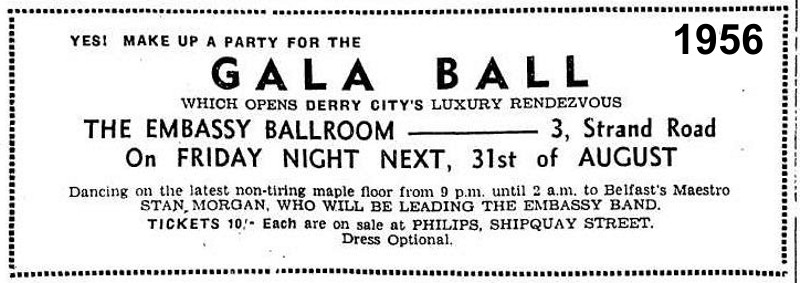 1956
YES! MAKE UP A PARTY FOR THE
GALA BALL
WHICH OPENS DERRY CITY'S LUXURY RENDEZVOUS
THE EMBASSY BALLROOM ——— 3, Strand Road
On FRIDAY NIGHT NEXT, 31st of AUGUST
Dancing on the latest non-tiring maple floor from 9 p.m. until 2 a.m. to Belfast's Maestro
STAN MORGAN, WHO WILL BE LEADING THE EMBASSY BAND.
TICKETS 10/- Each are on sale at PHILIPS, SHIPQUAY STREET.
Dress Optional.